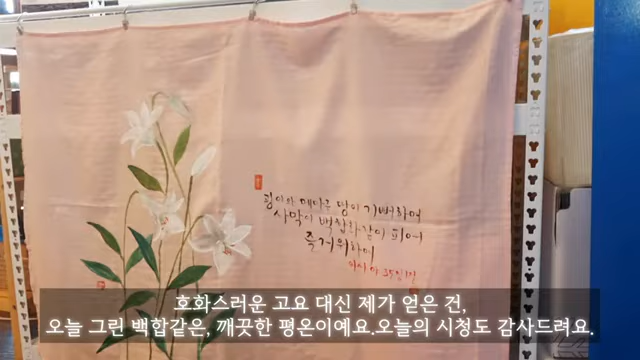 광야와 메마른 땅이 기뻐하며
사막이 백합화같이 피어
즐거워하며
이사야 35장1절
호화스러운 고요 대신 제가 얻은 건,
오늘 그린 백합같은, 깨끗한 평온이예요.오늘의 시청도 감사드려요.